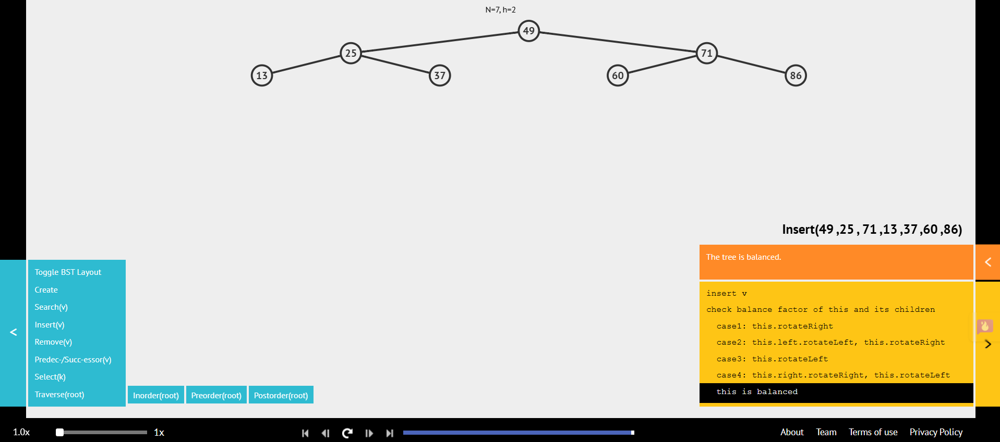 N=7, h=2
49
25
71
13
37
60
86
Insert(49 ,25 , 71 ,13 ,37 ,60 ,86)
The tree is balanced.
insert v
check balance factor of this and its children
case1: this.rotateRight
case2: this.left.rotateLeft, this.rotateRight
case3: this.rotateLeft
case4: this.right.rotateRight, this.rotateLeft
this is balanced
<
<
>
Toggle BST Layout
Create
Search(v)
Insert(v)
Remove(v)
Predec-/Succ-essor(v)
Select(k)
Traverse(root)
Inorder(root)
Preorder(root)
Postorder(root)
1.0x
1x
About
Team
Terms of use
Privacy Policy